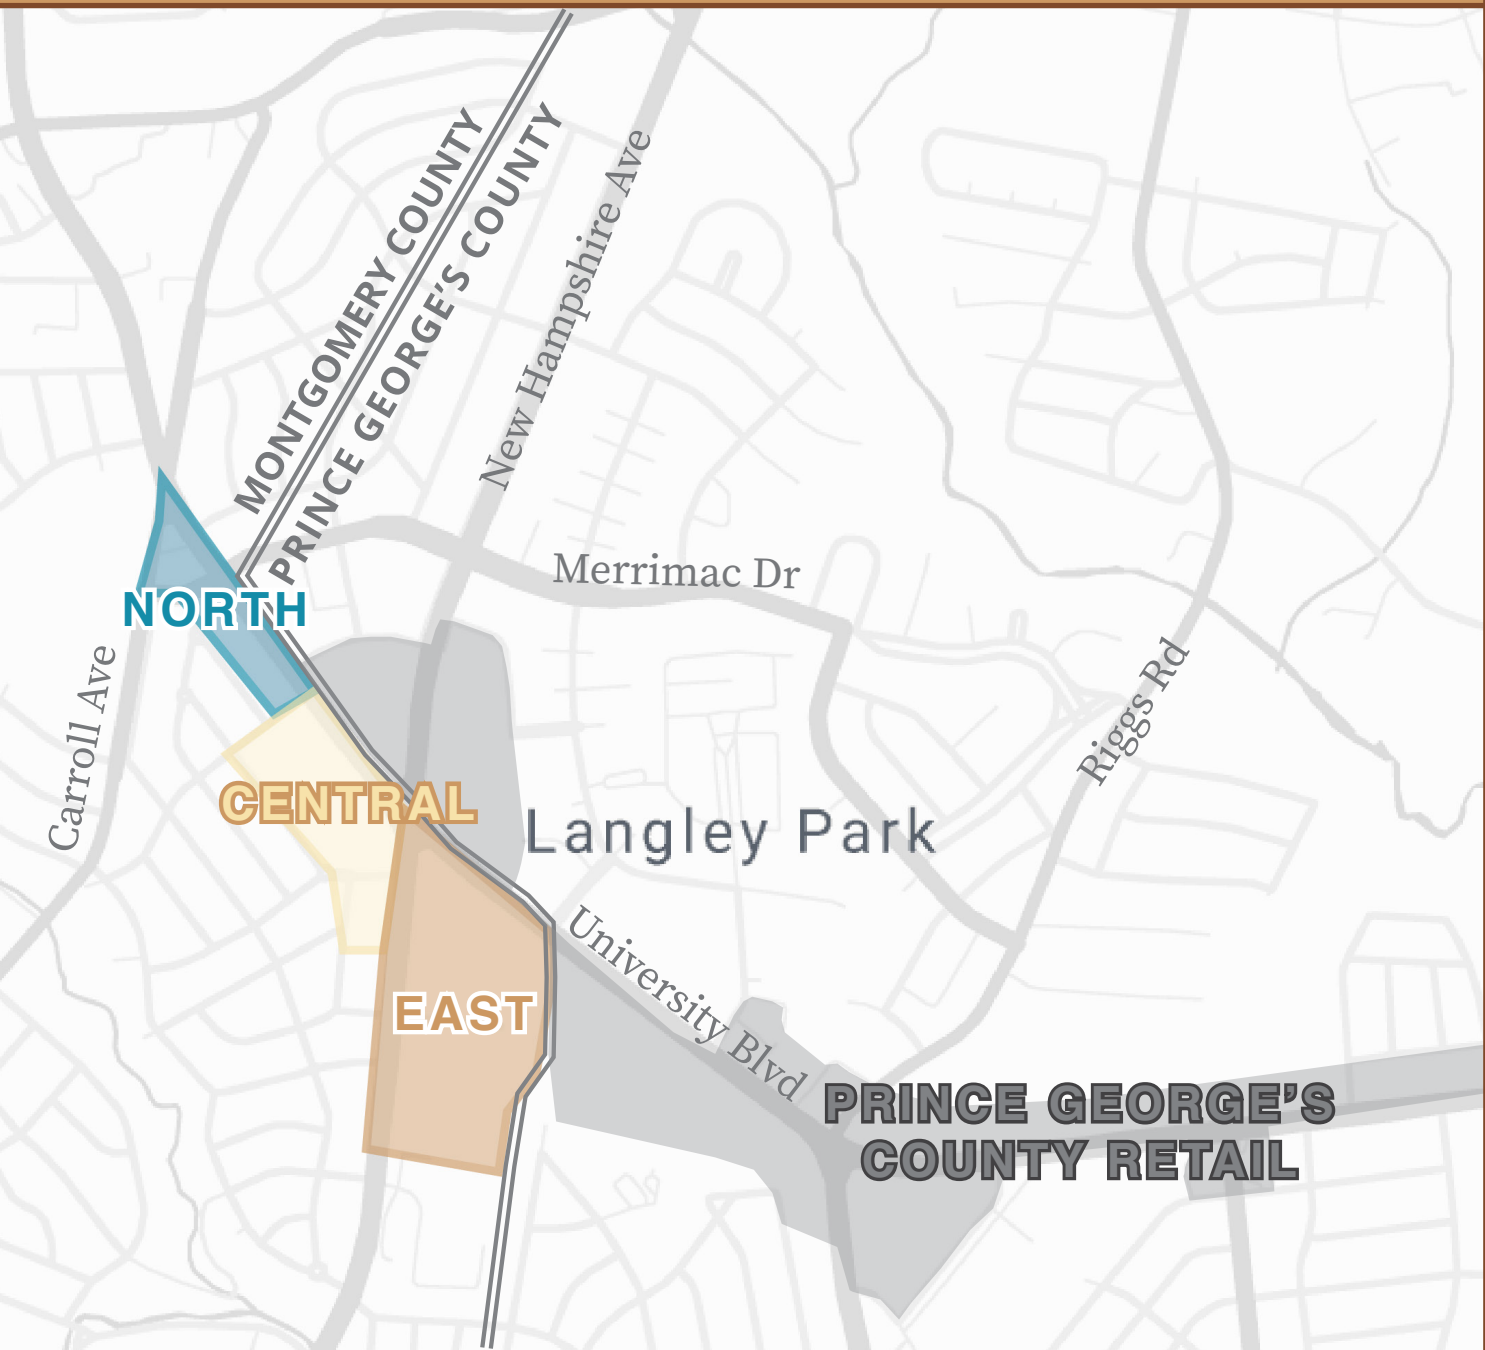 MONTGOMERY COUNTY
PRINCE GEORGE'S COUNTY
New Hampshire Ave
Merrimac Dr
NORTH
Carroll Ave
Riggs Rd
CENTRAL
Langley Park
University Blvd
EAST
PRINCE GEORGE'S
COUNTY RETAIL